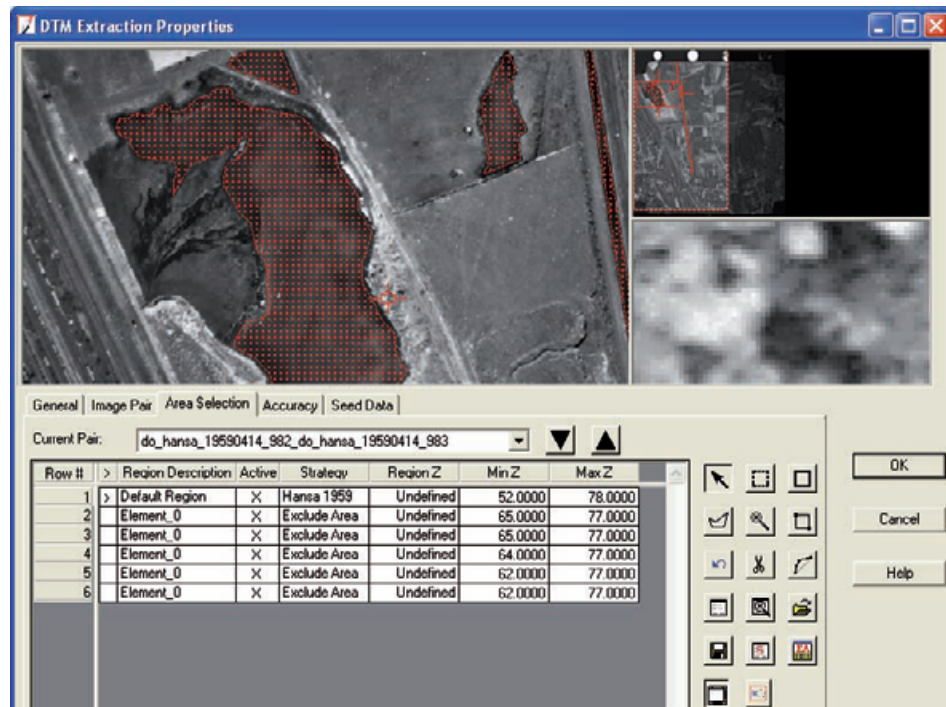 DTM Extraction Properties
General Image Pair Area Selection Accuracy Seed Data
Current Pair: do_hansa_19590414_982_do_hansa_19590414_983
OK
Cancel
Help
Row # > Region Description Active Strategy Region Z Min Z Max Z
1 > Default Region X Hansa 1959 Undefined 52.0000 78.0000
2 Element_0 X Exclude Area Undefined 65.0000 77.0000
3 Element_0 X Exclude Area Undefined 65.0000 77.0000
4 Element_0 X Exclude Area Undefined 64.0000 77.0000
5 Element_0 X Exclude Area Undefined 62.0000 77.0000
6 Element_0 X Exclude Area Undefined 62.0000 77.0000